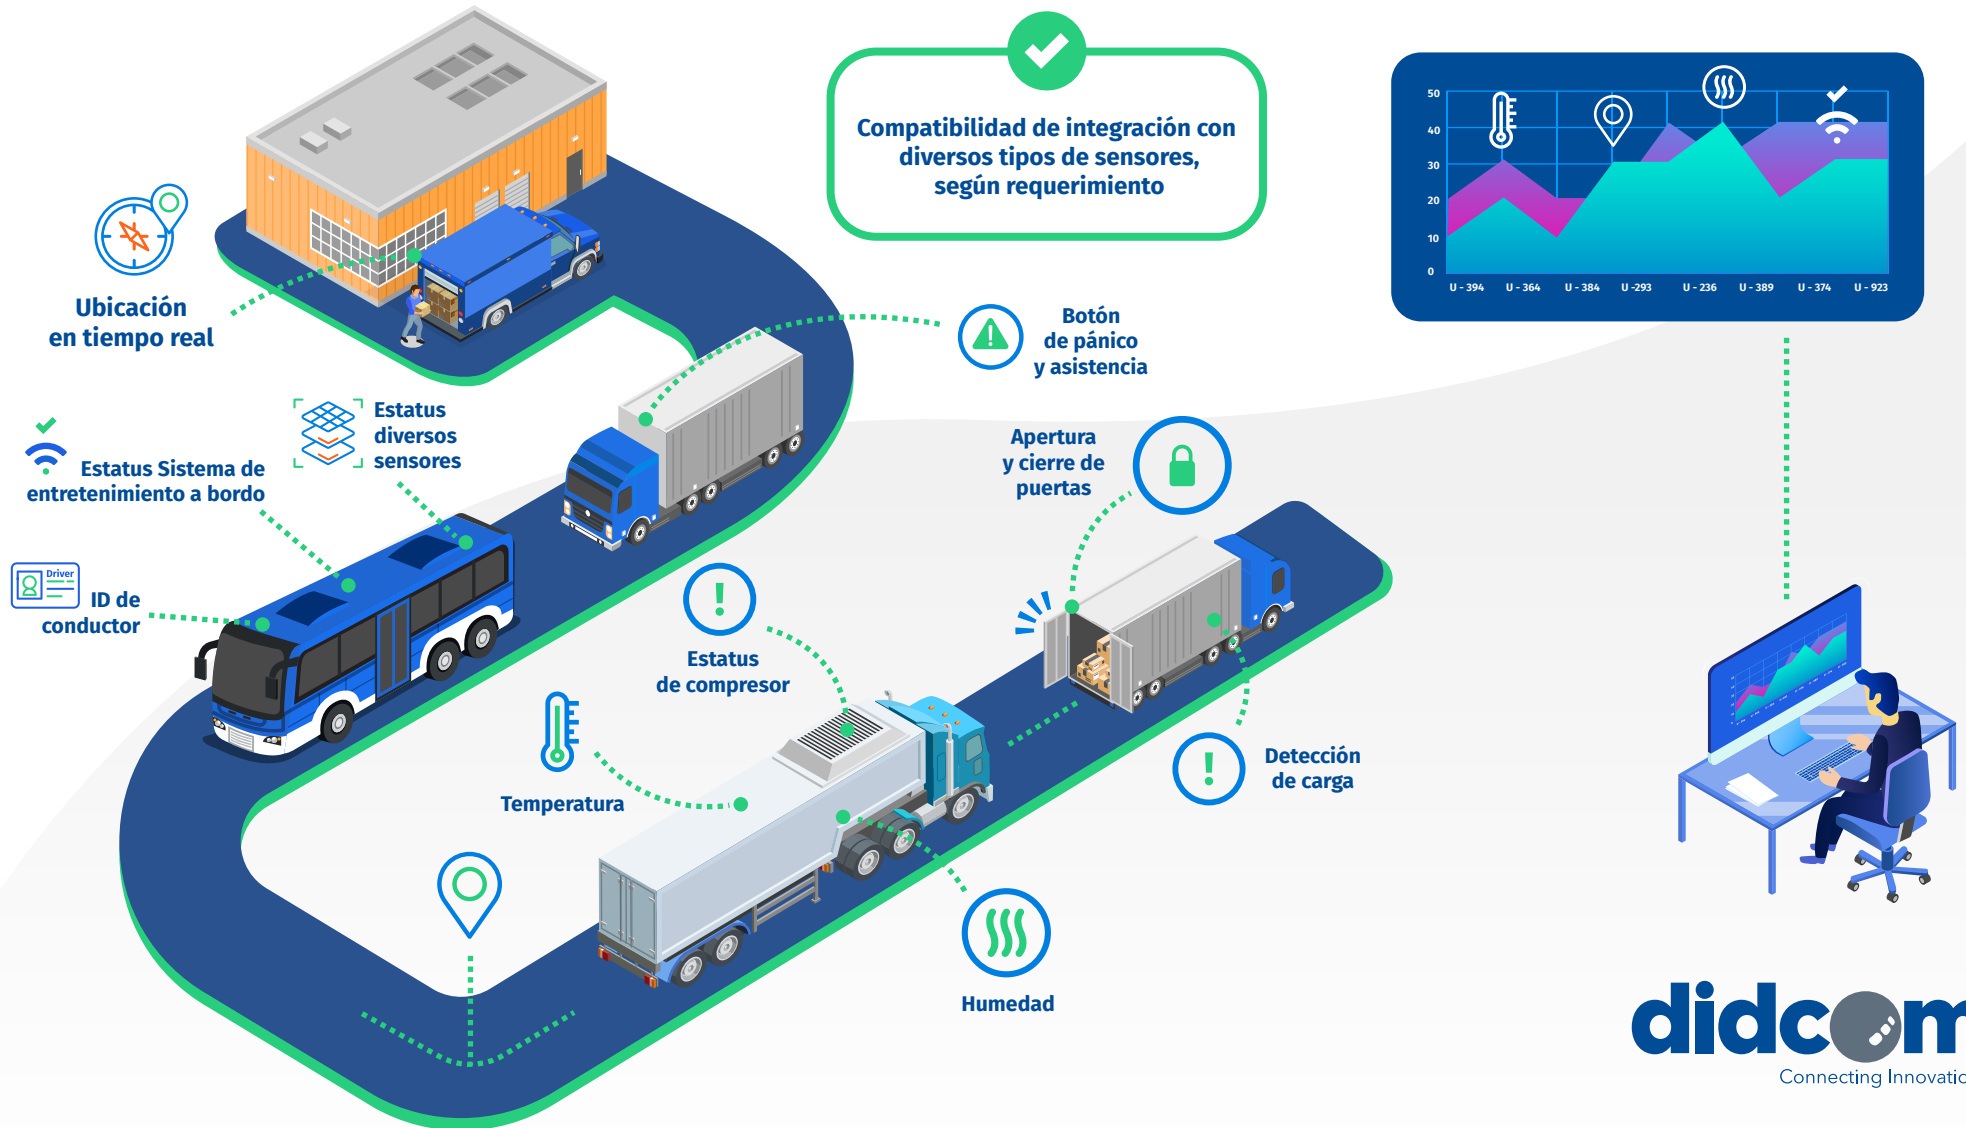 Compatibilidad de integración con
diversos tipos de sensores,
según requerimiento
50
40
30
20
10
0
U - 394
U - 364
U - 384
U -293
U - 236
U - 389
U - 374
U - 923
Ubicación
en tiempo real
Botón
de pánico
y asistencia
Estatus
diversos
sensores
Estatus Sistema de
entretenimiento a bordo
Apertura
y cierre de
puertas
Driver
ID de
conductor
Estatus
de compresor
Temperatura
Detección
de carga
Humedad
didcom
Connecting Innovatio